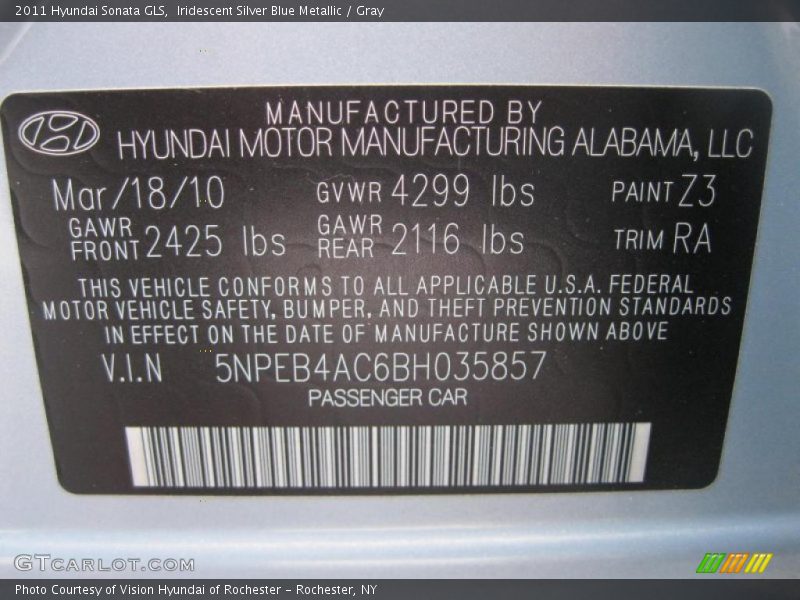 2011 Hyundai Sonata GLS,  Iridescent Silver Blue Metallic / Gray
MANUFACTURED BY
HYUNDAI MOTOR MANUFACTURING ALABAMA, LLC
Mar/18/10 GVWR 4299 lbs PAINT Z3
GAWR FRONT 2425 lbs GAWR REAR 2116 lbs TRIM RA
THIS VEHICLE CONFORMS TO ALL APPLICABLE U.S.A. FEDERAL
MOTOR VEHICLE SAFETY, BUMPER, AND THEFT PREVENTION STANDARDS
IN EFFECT ON THE DATE OF MANUFACTURE SHOWN ABOVE
V.I.N 5NPEB4AC6BH035857
PASSENGER CAR
GTCARLOT.COM
Photo Courtesy of Vision Hyundai of Rochester – Rochester, NY